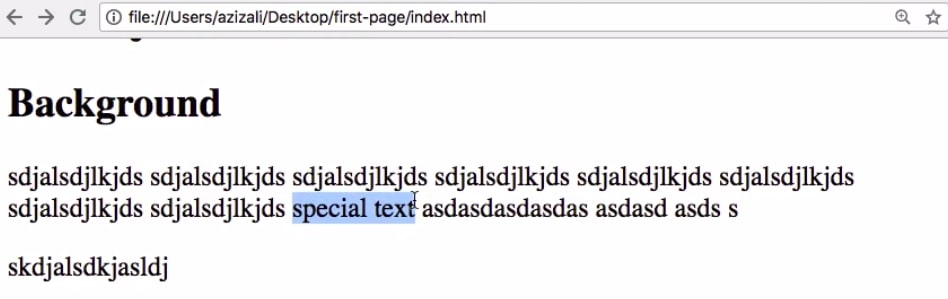 file:///Users/azizali/Desktop/first-page/index.html
Background
sdjalsdjlkjds sdjalsdjlkjds sdjalsdjlkjds sdjalsdjlkjds sdjalsdjlkjds sdjalsdjlkjds
sdjalsdjlkjds sdjalsdjlkjds special text asdasdasdasdas asdasd asds s
skdjalsdkjasldj